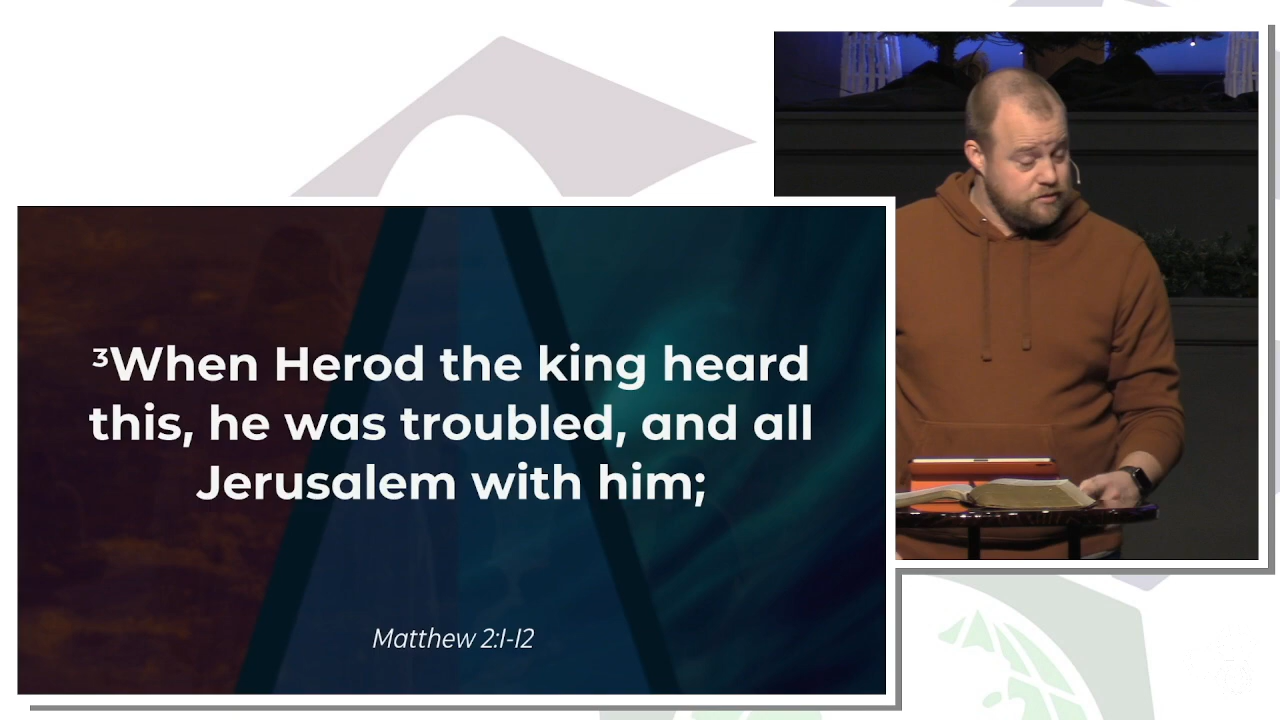 ³When Herod the king heard
this, he was troubled, and all
Jerusalem with him;
Matthew 2:1-12